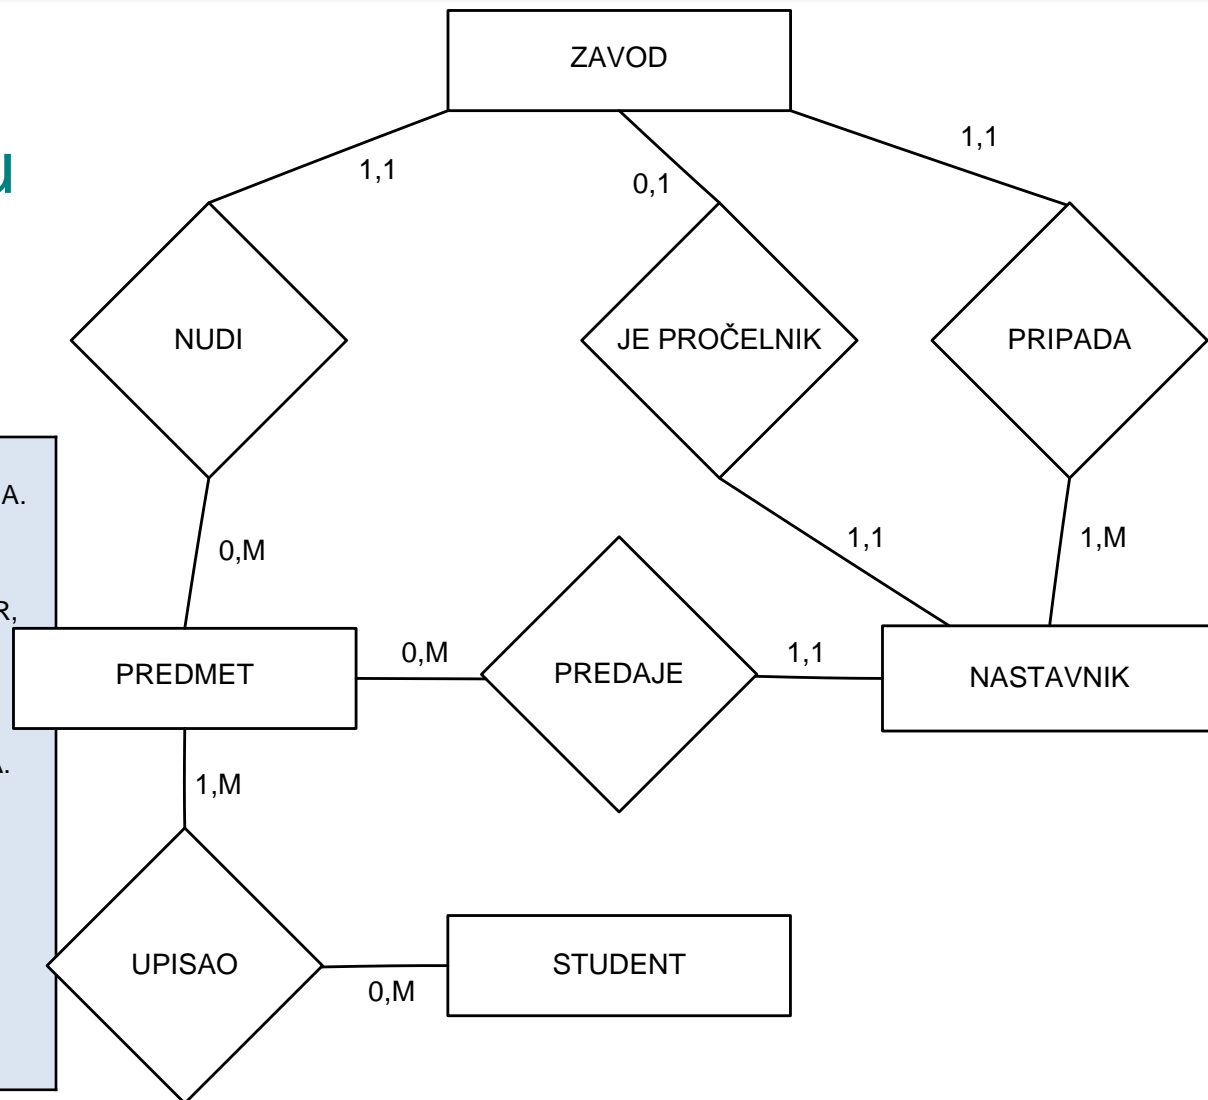 ZAVOD
1,1
1,1
u
0,1
NUDI
JE PROČELNIK
PRIPADA
A.
1,1
1,M
0,M
R,
0,M
1,1
PREDMET
PREDAJE
NASTAVNIK
A.
1,M
UPISAO
STUDENT
0,M